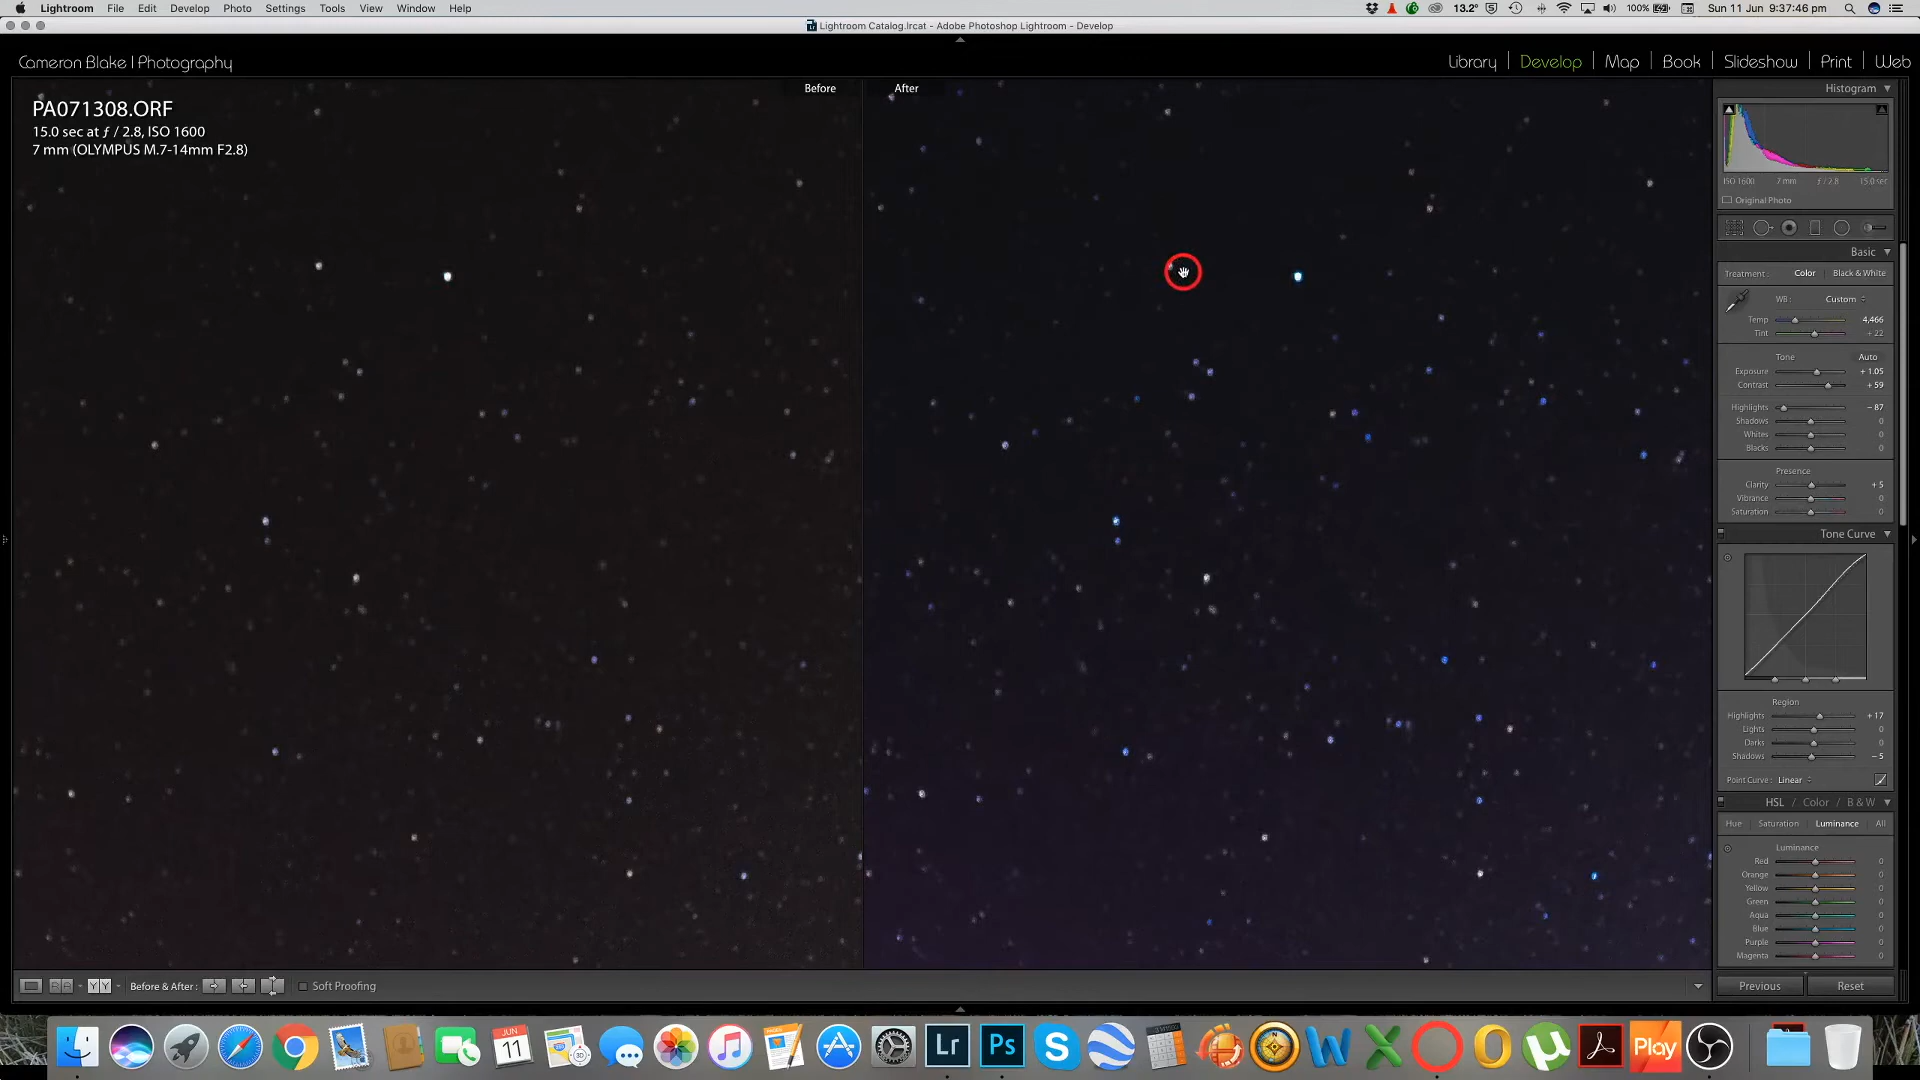 Lightroom File Edit Develop Photo Settings Tools View Window Help 13.2° 100% Sun 11 Jun 9:37:46 pm
Lightroom Catalog.lrcat - Adobe Photoshop Lightroom - Develop
Cameron Blake | Photography Library | Develop | Map | Book | Slideshow | Print | Web
Before After Histogram
PA071308.ORF
15.0 sec at ƒ / 2.8, ISO 1600
7 mm (OLYMPUS M.7-14mm F2.8)
ISO 1600 7 mm ƒ / 2.8 15.0 sec
Original Photo
Basic
Treatment : Color Black & White
WB : Custom
Temp 4,466
Tint + 22
Tone Auto
Exposure + 1.05
Contrast + 59
Highlights − 87
Shadows 0
Whites 0
Blacks 0
Presence
Clarity + 5
Vibrance 0
Saturation 0
Tone Curve
Region
Highlights + 17
Lights 0
Darks 0
Shadows − 5
Point Curve : Linear
HSL / Color / B & W
Hue Saturation Luminance All
Luminance
Red 0
Orange 0
Yellow 0
Green 0
Aqua 0
Blue 0
Purple 0
Magenta 0
R A Y Y Before & After : Soft Proofing Previous Reset
JUN
11
PAGES
3D
Lr
Ps
Play